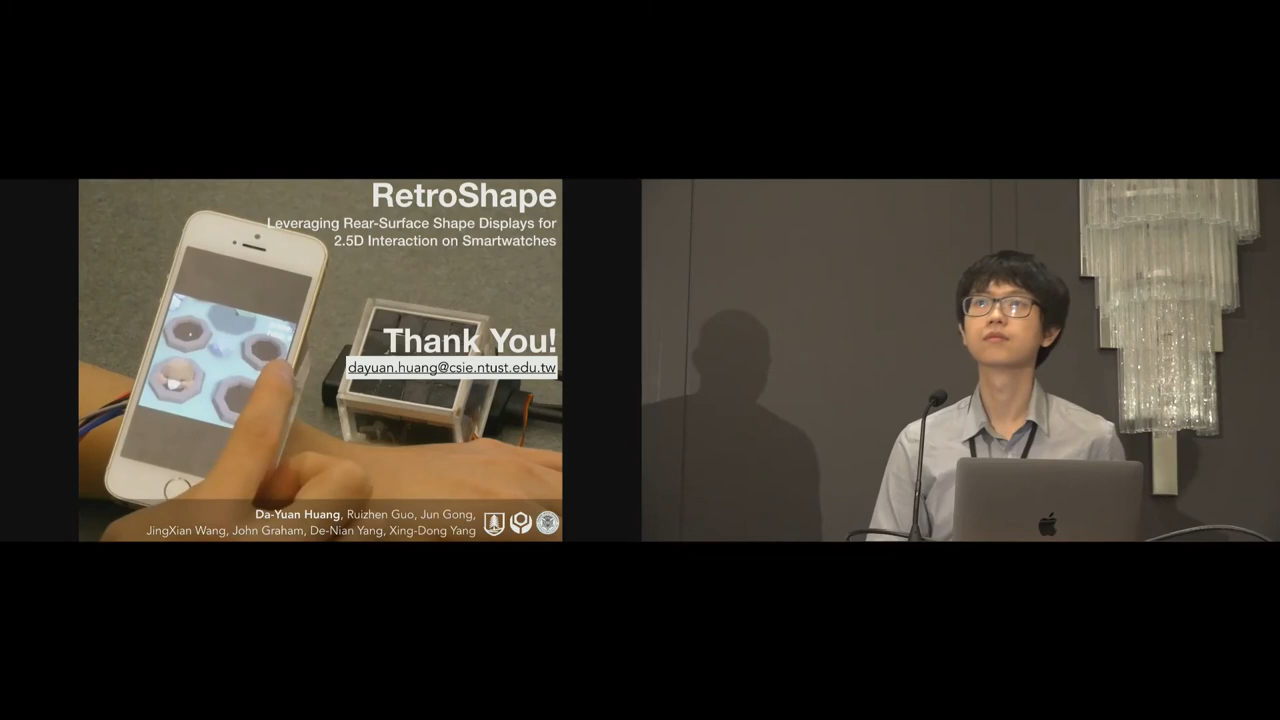 RetroShape
Leveraging Rear-Surface Shape Displays for
2.5D Interaction on Smartwatches
Thank You!
dayuan.huang@csie.ntust.edu.tw
Da-Yuan Huang, Ruizhen Guo, Jun Gong,
JingXian Wang, John Graham, De-Nian Yang, Xing-Dong Yang